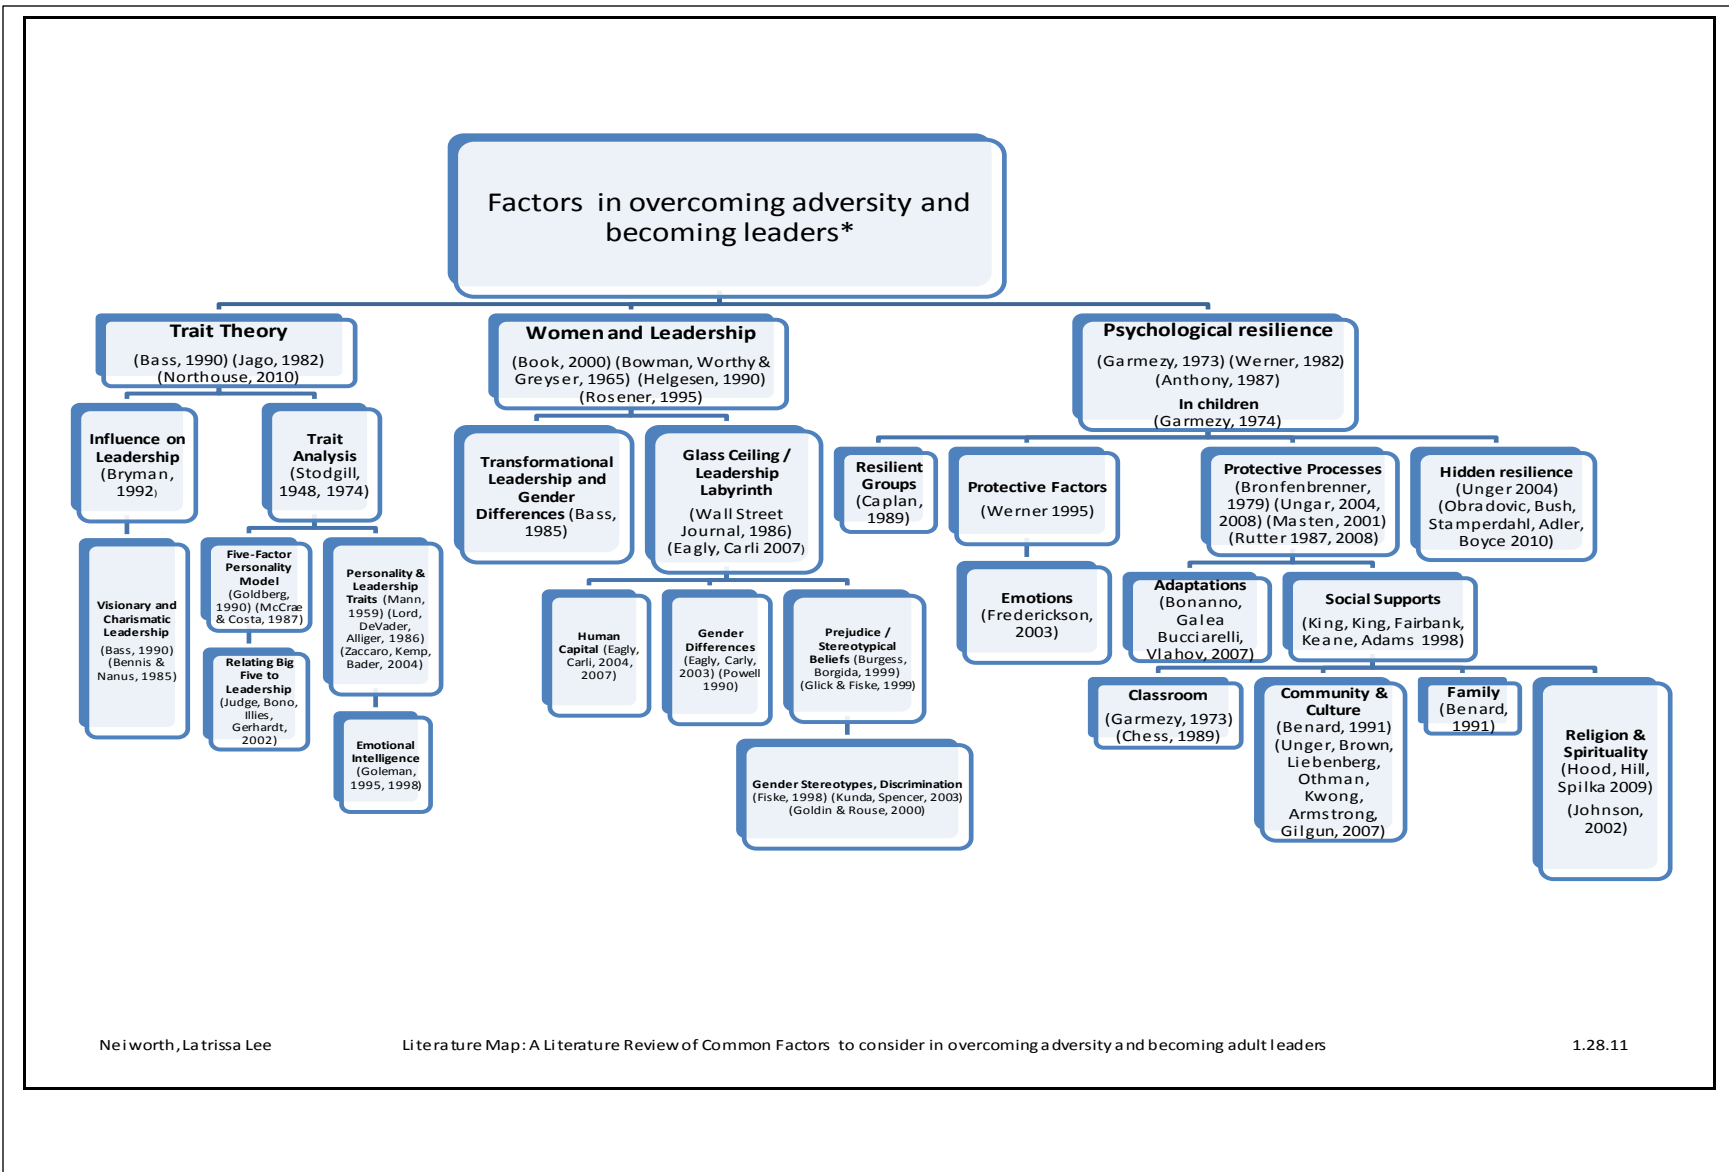 Factors in overcoming adversity and
becoming leaders*
Trait Theory
(Bass, 1990) (Jago, 1982)
(Northouse, 2010)
Influence on
Leadership
(Bryman,
1992)
Visionary and
Charismatic
Leadership
(Bass, 1990)
(Bennis &
Nanus, 1985)
Trait
Analysis
(Stodgill,
1948, 1974)
Five-Factor
Personality
Model
(Goldberg,
1990) (McCrae
& Costa, 1987)
Relating Big
Five to
Leadership
(Judge, Bono,
Illies,
Gerhardt,
2002)
Personality &
Leadership
Traits (Mann,
1959) (Lord,
DeVader,
Alliger, 1986)
(Zaccaro, Kemp,
Bader, 2004)
Emotional
Intelligence
(Goleman,
1995, 1998)
Women and Leadership
(Book, 2000) (Bowman, Worthy &
Greyser, 1965) (Helgesen, 1990)
(Rosener, 1995)
Transformational
Leadership and
Gender
Differences (Bass,
1985)
Glass Ceiling /
Leadership
Labyrinth
(Wall Street
Journal, 1986)
(Eagly, Carli 2007)
Human
Capital (Eagly,
Carli, 2004,
2007)
Gender
Differences
(Eagly, Carly,
2003) (Powell
1990)
Prejudice /
Stereotypical
Beliefs (Burgess,
Borgida, 1999)
(Glick & Fiske, 1999)
Gender Stereotypes, Discrimination
(Fiske, 1998) (Kunda, Spencer, 2003)
(Goldin & Rouse, 2000)
Psychological resilience
(Garmezy, 1973) (Werner, 1982)
(Anthony, 1987)
In children
(Garmezy, 1974)
Resilient
Groups
(Caplan,
1989)
Protective Factors
(Werner 1995)
Emotions
(Frederickson,
2003)
Protective Processes
(Bronfenbrenner,
1979) (Ungar, 2004,
2008) (Masten, 2001)
(Rutter 1987, 2008)
Adaptations
(Bonanno,
Galea
Bucciarelli,
Vlahov, 2007)
Social Supports
(King, King, Fairbank,
Keane, Adams 1998)
Classroom
(Garmezy, 1973)
(Chess, 1989)
Community &
Culture
(Benard, 1991)
(Unger, Brown,
Liebenberg,
Othman,
Kwong,
Armstrong,
Gilgun, 2007)
Family
(Benard,
1991)
Religion &
Spirituality
(Hood, Hill,
Spilka 2009)
(Johnson,
2002)
Hidden resilience
(Unger 2004)
(Obradovic, Bush,
Stamperdahl, Adler,
Boyce 2010)
Neiworth, Latrissa Lee Literature Map: A Literature Review of Common Factors to consider in overcoming adversity and becoming adult leaders 1.28.11